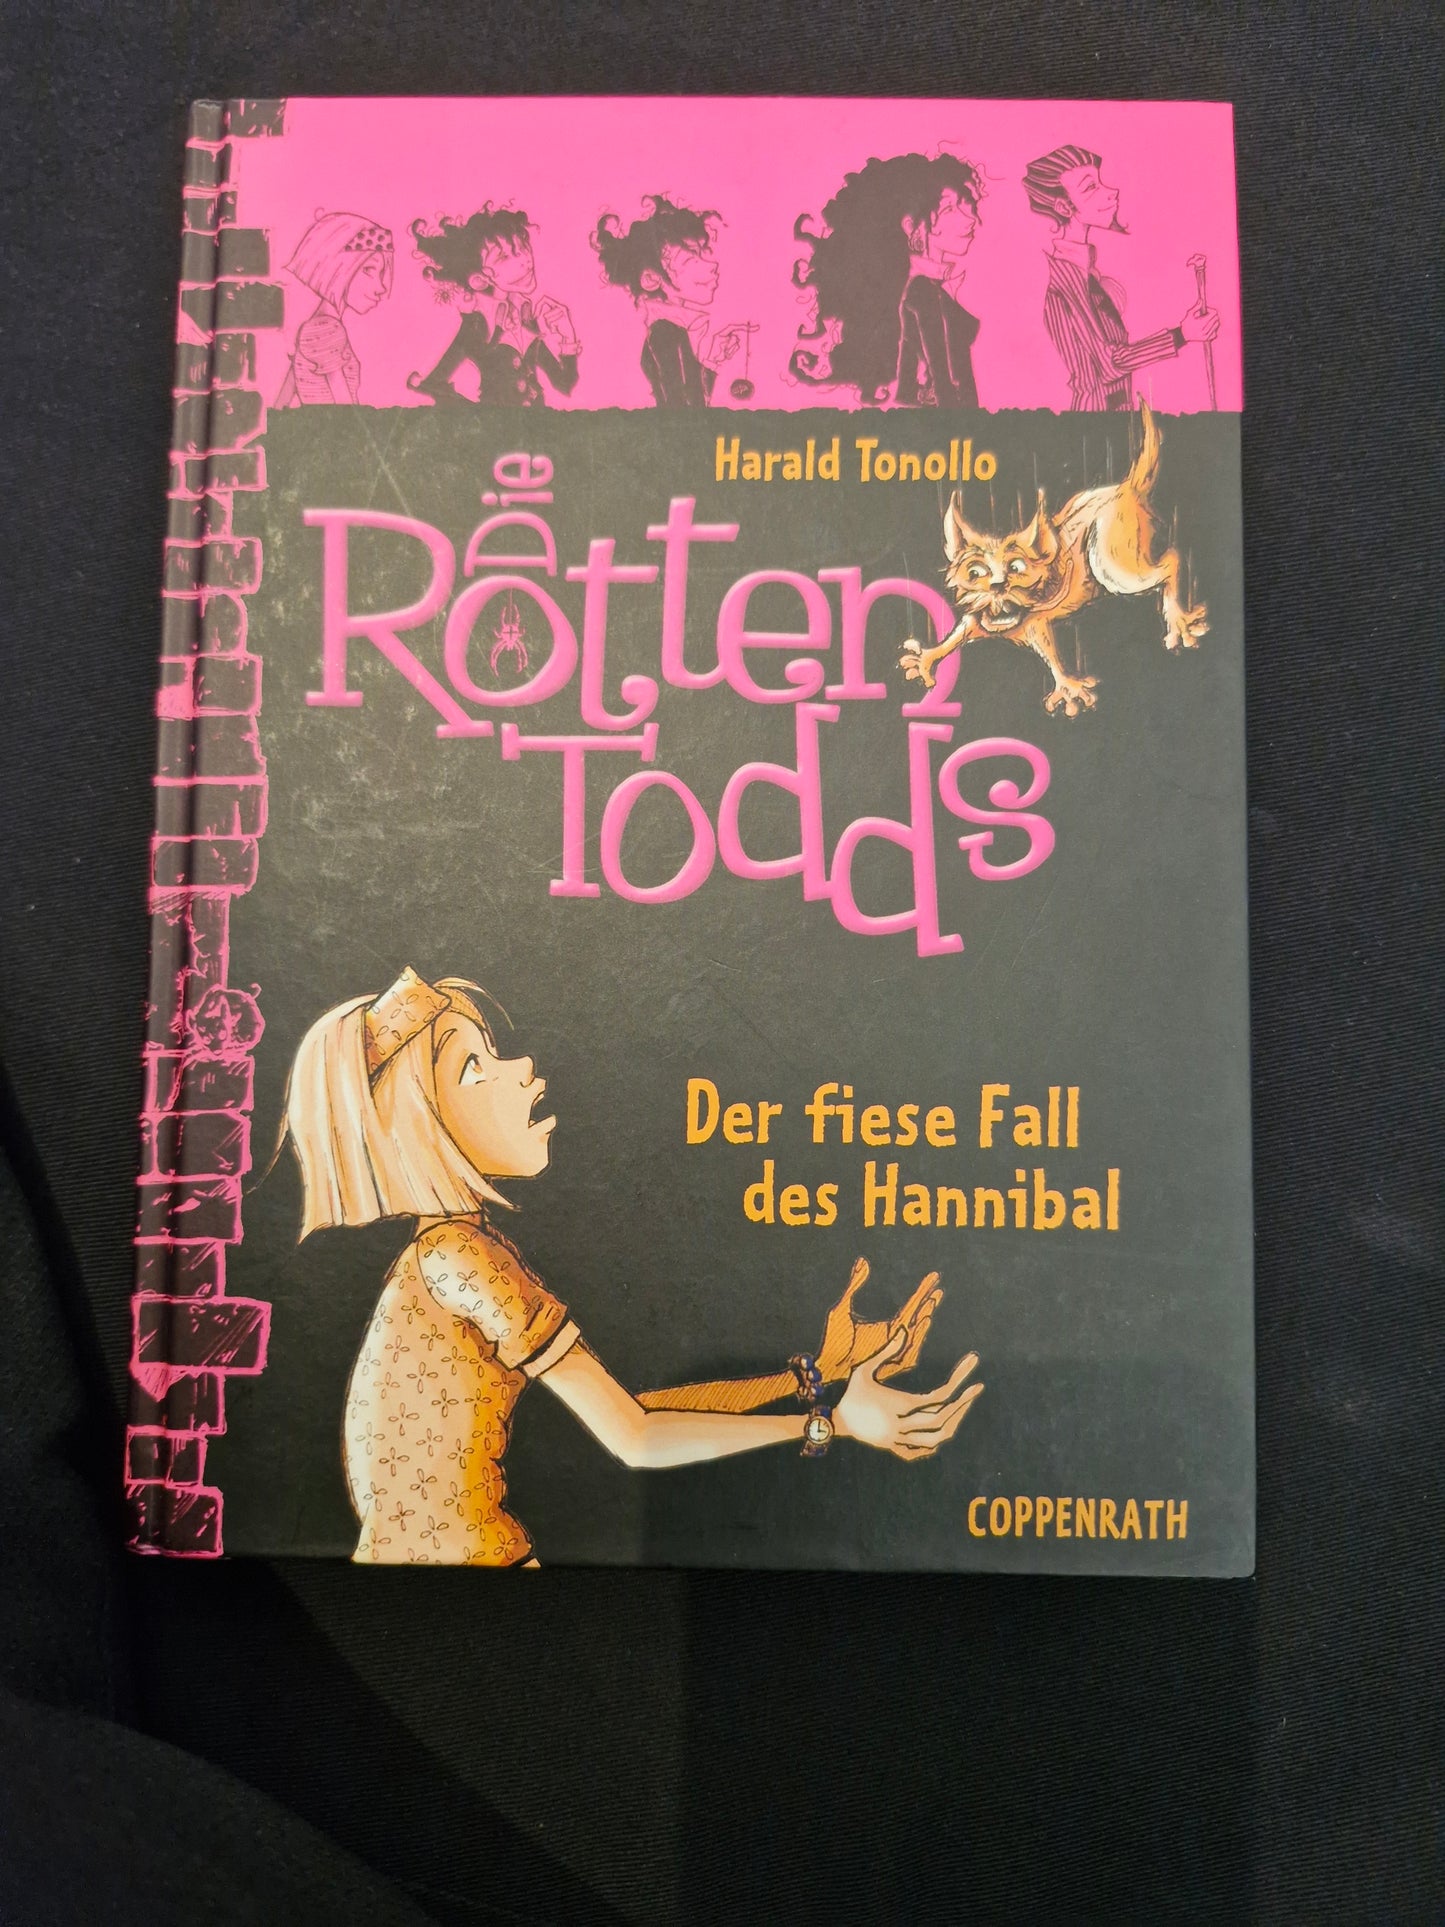 Harald Tonollo
Die
Rotten
Todds
Der fiese Fall
des Hannibal
COPPENRATH